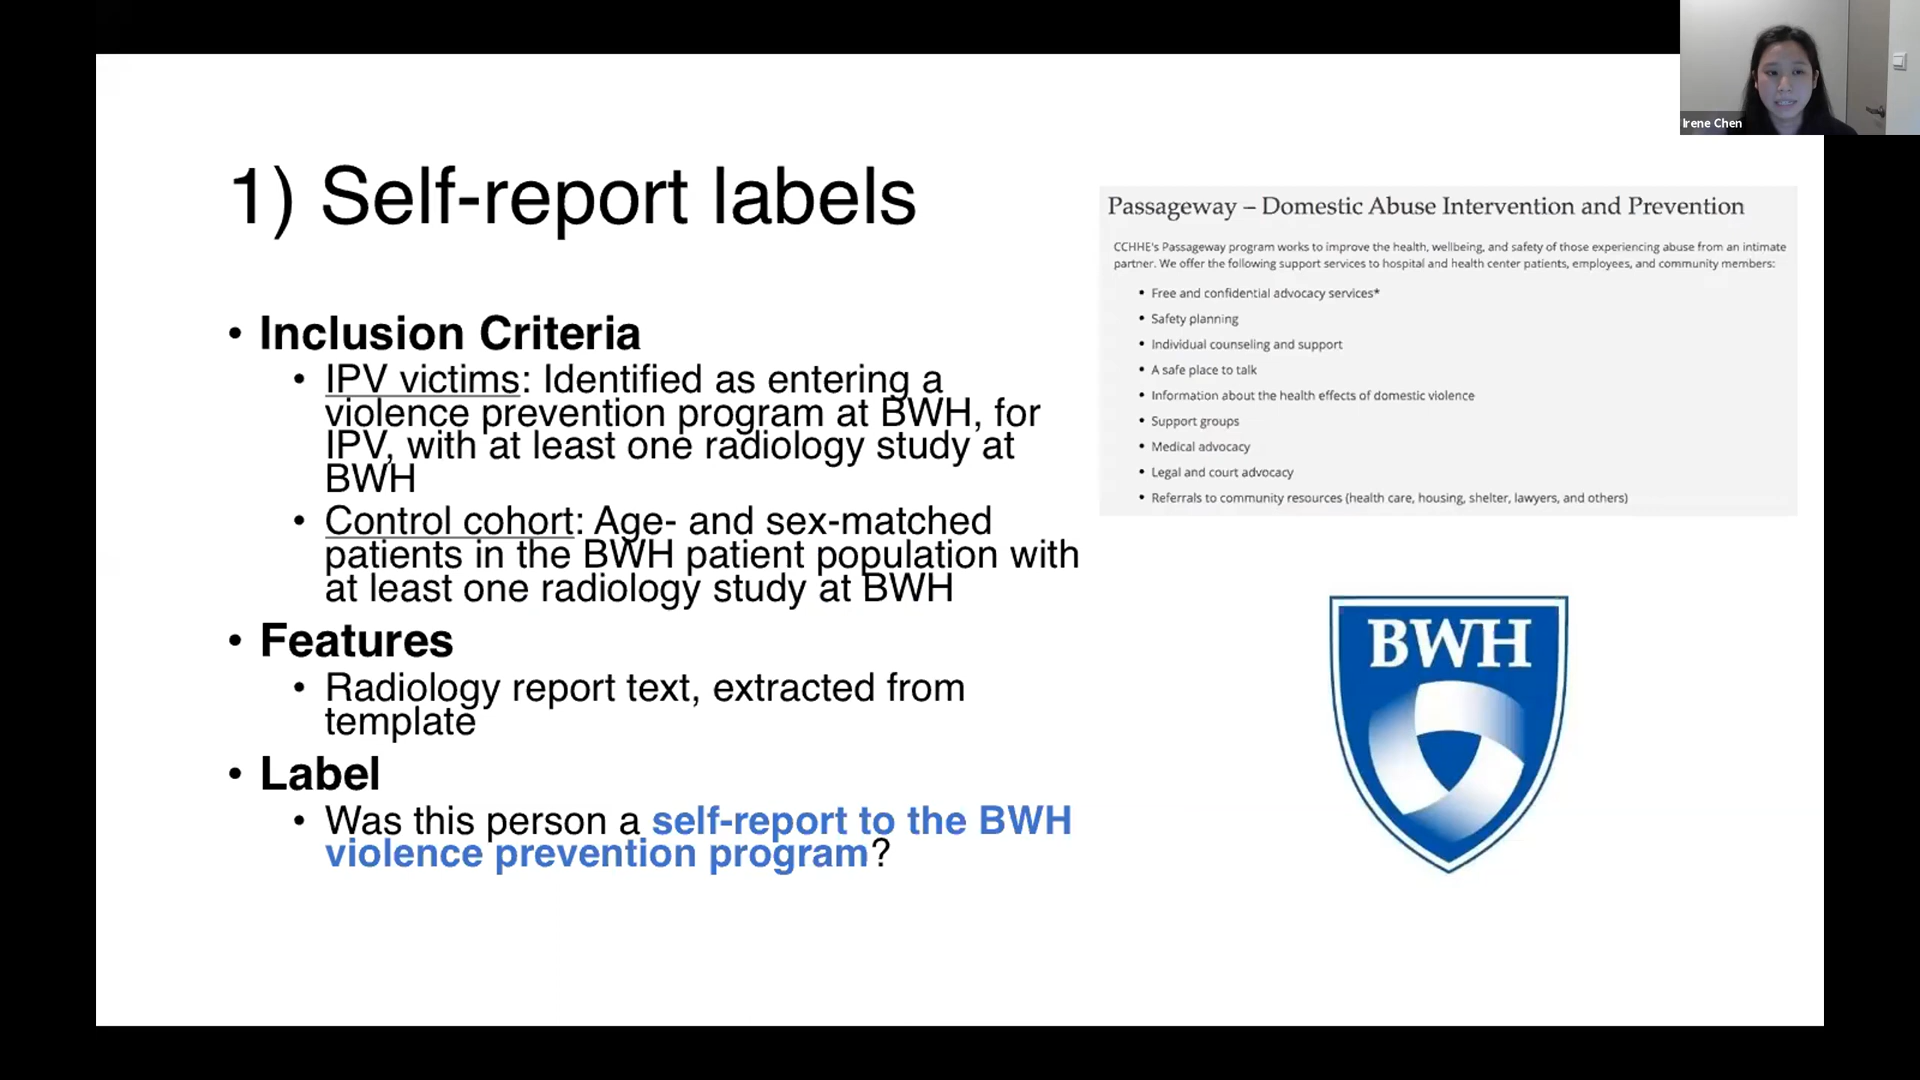 1) Self-report labels
• Inclusion Criteria
• IPV victims: Identified as entering a
violence prevention program at BWH, for
IPV, with at least one radiology study at
BWH
• Control cohort: Age- and sex-matched
patients in the BWH patient population with
at least one radiology study at BWH
• Features
• Radiology report text, extracted from
template
• Label
• Was this person a self-report to the BWH
violence prevention program?
Passageway – Domestic Abuse Intervention and Prevention
CCHHE's Passageway program works to improve the health, wellbeing, and safety of those experiencing abuse from an intimate
partner. We offer the following support services to hospital and health center patients, employees, and community members:
• Free and confidential advocacy services*
• Safety planning
• Individual counseling and support
• A safe place to talk
• Information about the health effects of domestic violence
• Support groups
• Medical advocacy
• Legal and court advocacy
• Referrals to community resources (health care, housing, shelter, lawyers, and others)
BWH
Irene Chen